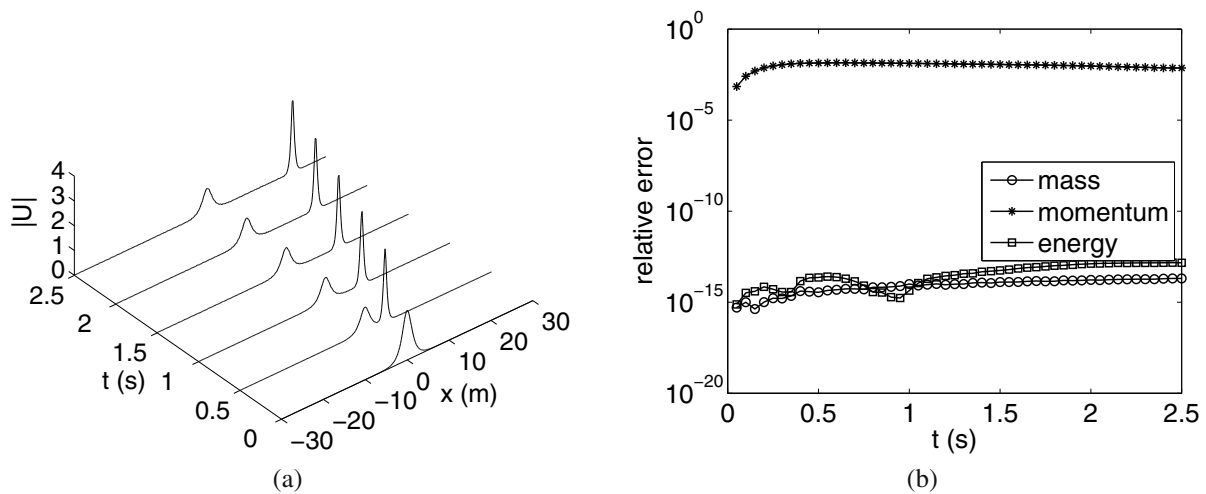 |U|
4
3
2
1
0
2.5
2
1.5
1
0.5
0
t (s)
−30
−20
−10
0
10
20
30
x (m)
(a)
relative error
10^0
10^−5
10^−10
10^−15
10^−20
mass
momentum
energy
0 0.5 1 1.5 2 2.5
t (s)
(b)